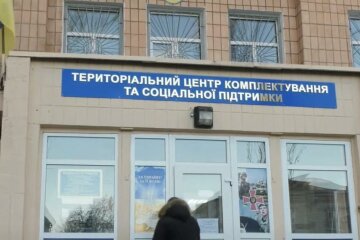 ТЕРИТОРІАЛЬНИЙ ЦЕНТР КОМПЛЕКТУВАННЯ
ТА СОЦІАЛЬНОЇ ПІДТРИМКИ